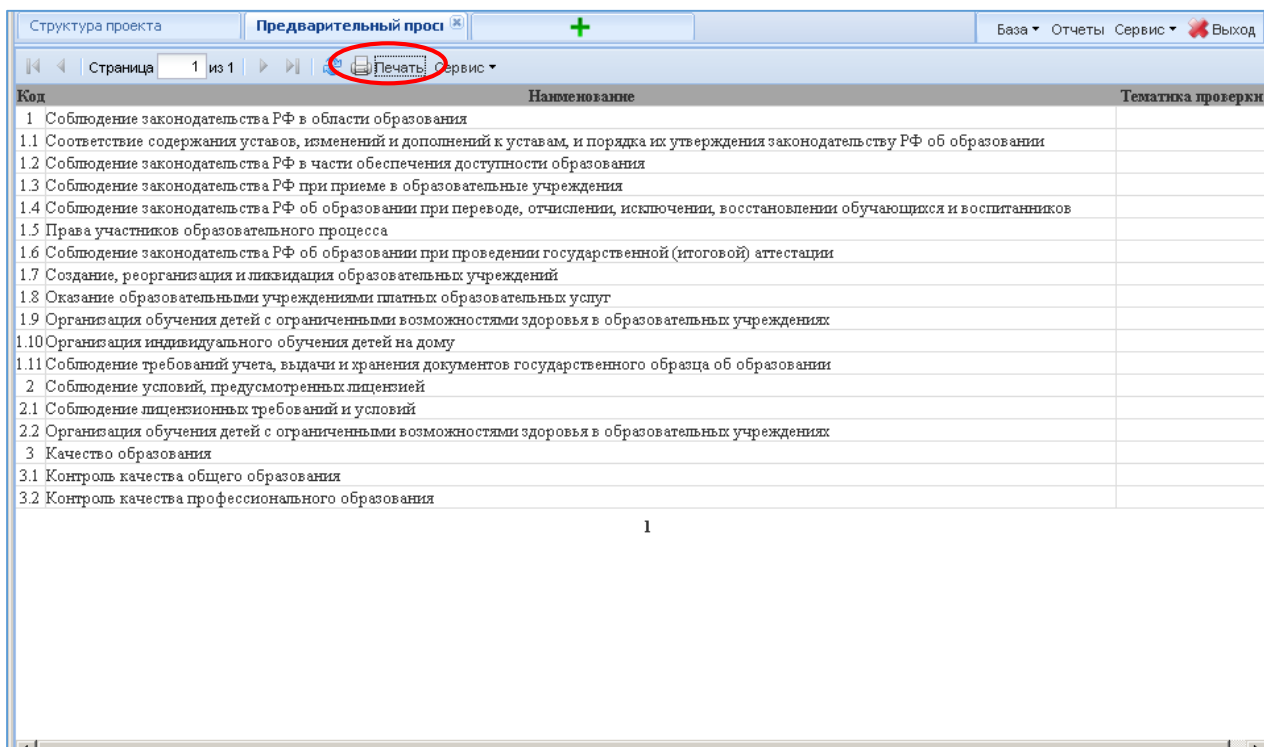 Структура проекта Предварительный прось База Отчеты Сервис Выход
Страница 1 из 1 Печать Сервис
Код Наименование Тематика проверки
1 Соблюдение законодательства РФ в области образования
1.1 Соответствие содержания уставов, изменений и дополнений к уставам, и порядка их утверждения законодательству РФ об образовании
1.2 Соблюдение законодательства РФ в части обеспечения доступности образования
1.3 Соблюдение законодательства РФ при приеме в образовательные учреждения
1.4 Соблюдение законодательства РФ об образовании при переводе, отчислении, исключении, восстановлении обучающихся и воспитанников
1.5 Права участников образовательного процесса
1.6 Соблюдение законодательства РФ об образовании при проведении государственной (итоговой) аттестации
1.7 Создание, реорганизация и ликвидация образовательных учреждений
1.8 Оказание образовательными учреждениями платных образовательных услуг
1.9 Организация обучения детей с ограниченными возможностями здоровья в образовательных учреждениях
1.10 Организация индивидуального обучения детей на дому
1.11 Соблюдение требований учета, выдачи и хранения документов государственного образца об образовании
2 Соблюдение условий, предусмотренных лицензией
2.1 Соблюдение лицензионных требований и условий
2.2 Организация обучения детей с ограниченными возможностями здоровья в образовательных учреждениях
3 Качество образования
3.1 Контроль качества общего образования
3.2 Контроль качества профессионального образования
1